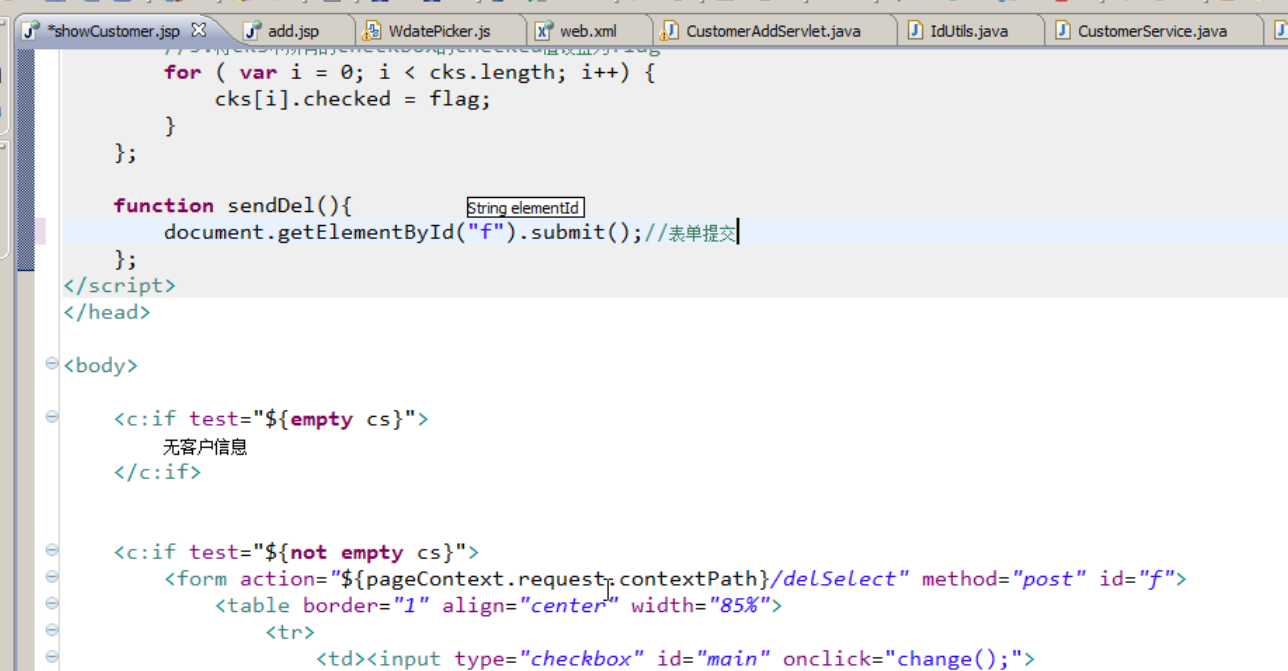 *showCustomer.jsp add.jsp WdatePicker.js web.xml CustomerAddServlet.java IdUtils.java CustomerService.java
for ( var i = 0; i < cks.length; i++) {
cks[i].checked = flag;
}
};
function sendDel(){
String elementId
document.getElementById("f").submit();//表单提交
};
</script>
</head>
<body>
<c:if test="${empty cs}">
无客户信息
</c:if>
<c:if test="${not empty cs}">
<form action="${pageContext.request.contextPath}/delSelect" method="post" id="f">
<table border="1" align="center" width="85%">
<tr>
<td><input type="checkbox" id="main" onclick="change();">